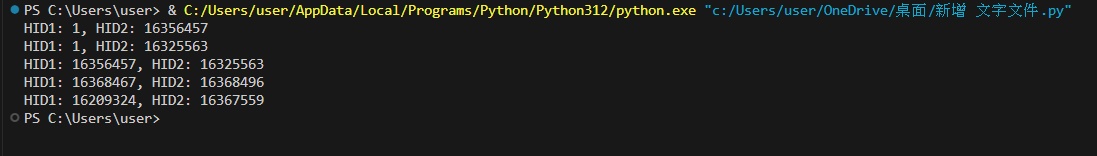 PS C:\Users\user> & C:/Users/user/AppData/Local/Programs/Python/Python312/python.exe "c:/Users/user/OneDrive/桌面/新增 文字文件.py"
HID1: 1, HID2: 16356457
HID1: 1, HID2: 16325563
HID1: 16356457, HID2: 16325563
HID1: 16368467, HID2: 16368496
HID1: 16209324, HID2: 16367559
PS C:\Users\user>